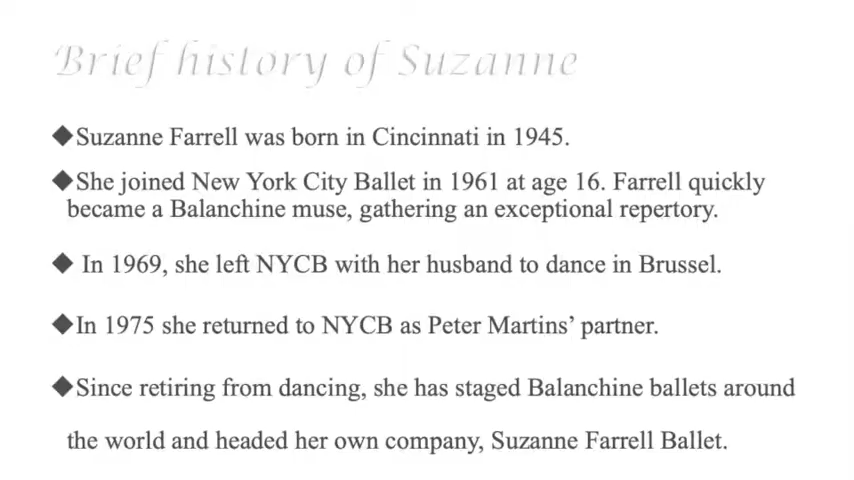 Brief history of Suzanne
◆Suzanne Farrell was born in Cincinnati in 1945.
◆She joined New York City Ballet in 1961 at age 16. Farrell quickly
became a Balanchine muse, gathering an exceptional repertory.
◆ In 1969, she left NYCB with her husband to dance in Brussel.
◆In 1975 she returned to NYCB as Peter Martins’ partner.
◆Since retiring from dancing, she has staged Balanchine ballets around
the world and headed her own company, Suzanne Farrell Ballet.